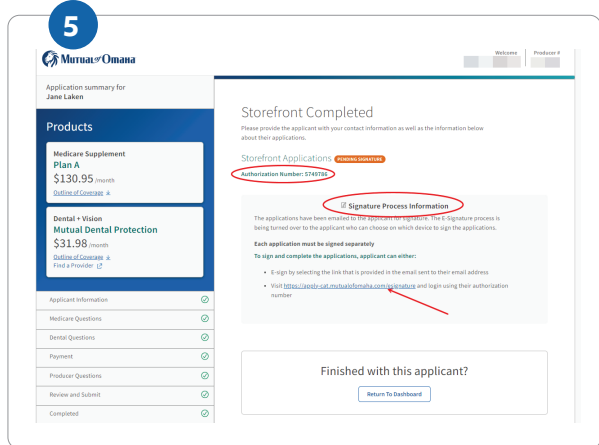 5
Mutual of Omaha
Welcome
Producer #
Application summary for
Jane Laken
Products
Medicare Supplement
Plan A
$130.95 /month
Outline of Coverage
Dental + Vision
Mutual Dental Protection
$31.98 /month
Outline of Coverage
Find a Provider
Applicant Information
Medicare Questions
Dental Questions
Payment
Producer Questions
Review and Submit
Completed
Storefront Completed
Please provide the applicant with your contact information as well as the information below
about their applications.
Storefront Applications PENDING SIGNATURE
Authorization Number: 5749786
Signature Process Information
The applications have been emailed to the applicant for signature. The E-Signature process is
being turned over to the applicant who can choose on which device to sign the applications.
Each application must be signed separately
To sign and complete the applications, applicant can either:
• E-sign by selecting the link that is provided in the email sent to their email address
• Visit https://apply-cat.mutualofomaha.com/esignature and login using their authorization
number
Finished with this applicant?
Return To Dashboard